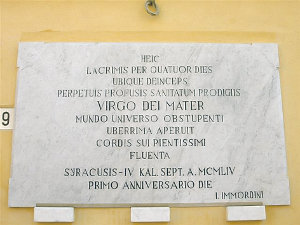 HEIC
LACRIMIS PER QUATUOR DIES
UBIQUE DEINCEPS
PERPETUIS PROFUSIS SANITATUM PRODIGIIS
VIRGO DEI MATER
MUNDO UNIVERSO OBSTUPENTI
UBERRIMA APERUIT
CORDIS SUI PIENTISSIMI
FLUENTA
SYRACUSIS-IV KAL. SEPT. A. MCMLIV
PRIMO ANNIVERSARIO DIE
I. IMMORDINI
9